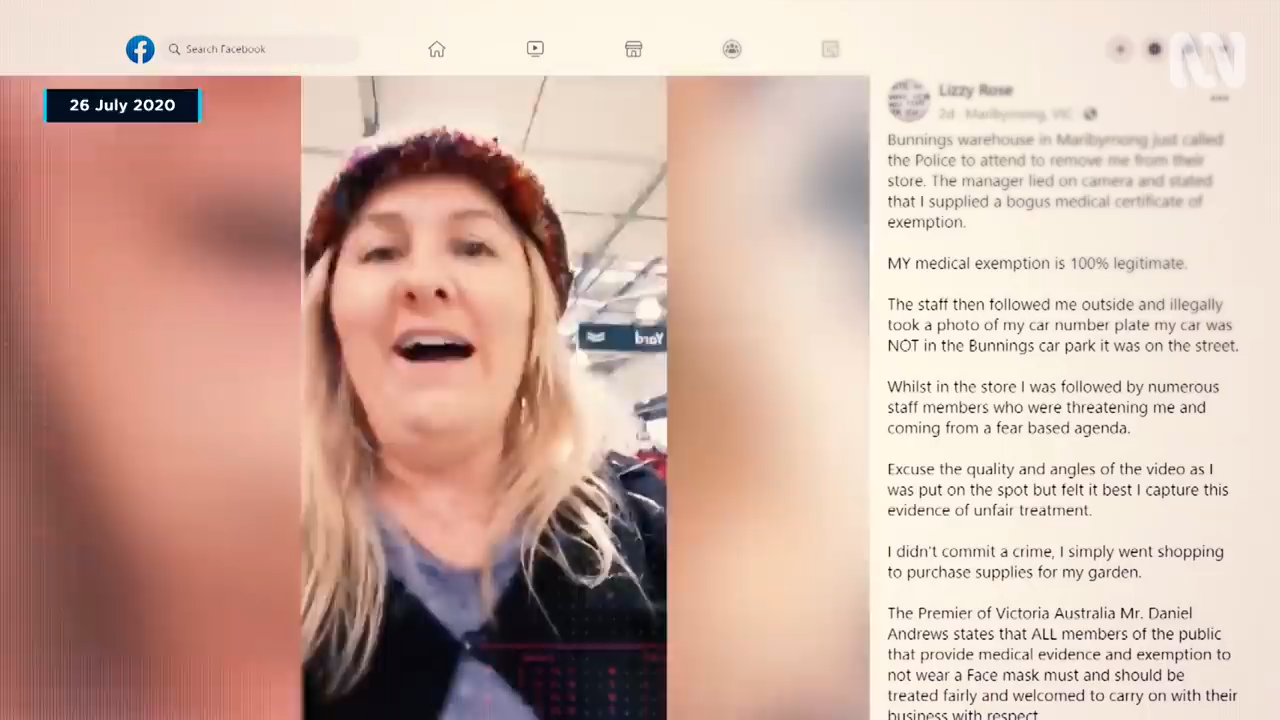 Search Facebook
26 July 2020
Lizzy Rose
2d · Maribyrnong, VIC
Bunnings warehouse in Maribyrnong just called
the Police to attend to remove me from their
store. The manager lied on camera and stated
that I supplied a bogus medical certificate of
exemption.
MY medical exemption is 100% legitimate.
The staff then followed me outside and illegally
took a photo of my car number plate my car was
NOT in the Bunnings car park it was on the street.
Whilst in the store I was followed by numerous
staff members who were threatening me and
coming from a fear based agenda.
Excuse the quality and angles of the video as I
was put on the spot but felt it best I capture this
evidence of unfair treatment.
I didn't commit a crime, I simply went shopping
to purchase supplies for my garden.
The Premier of Victoria Australia Mr. Daniel
Andrews states that ALL members of the public
that provide medical evidence and exemption to
not wear a Face mask must and should be
treated fairly and welcomed to carry on with their
business with respect
Yard